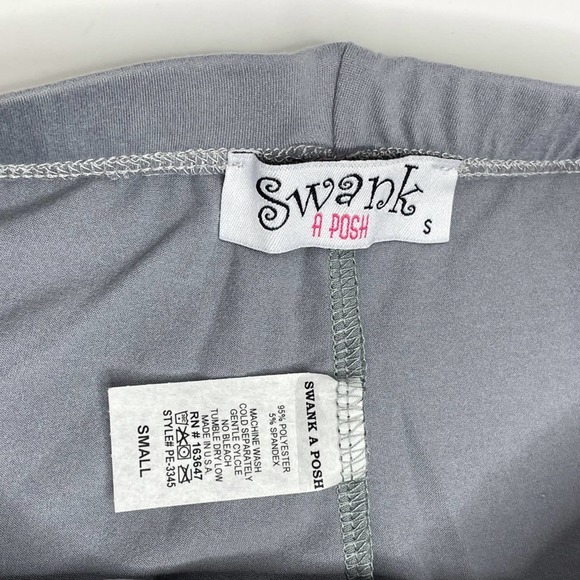 Swank
A POSH
S
SWANK A POSH
95% POLYESTER
5% SPANDEX
MACHINE WASH
COLD SEPARATELY
GENTLE CYLCLE
NO BLEACH
TUMBLE DRY LOW
MADE IN U.S.A
RN # 163647
STYLE# PE-3345
SMALL